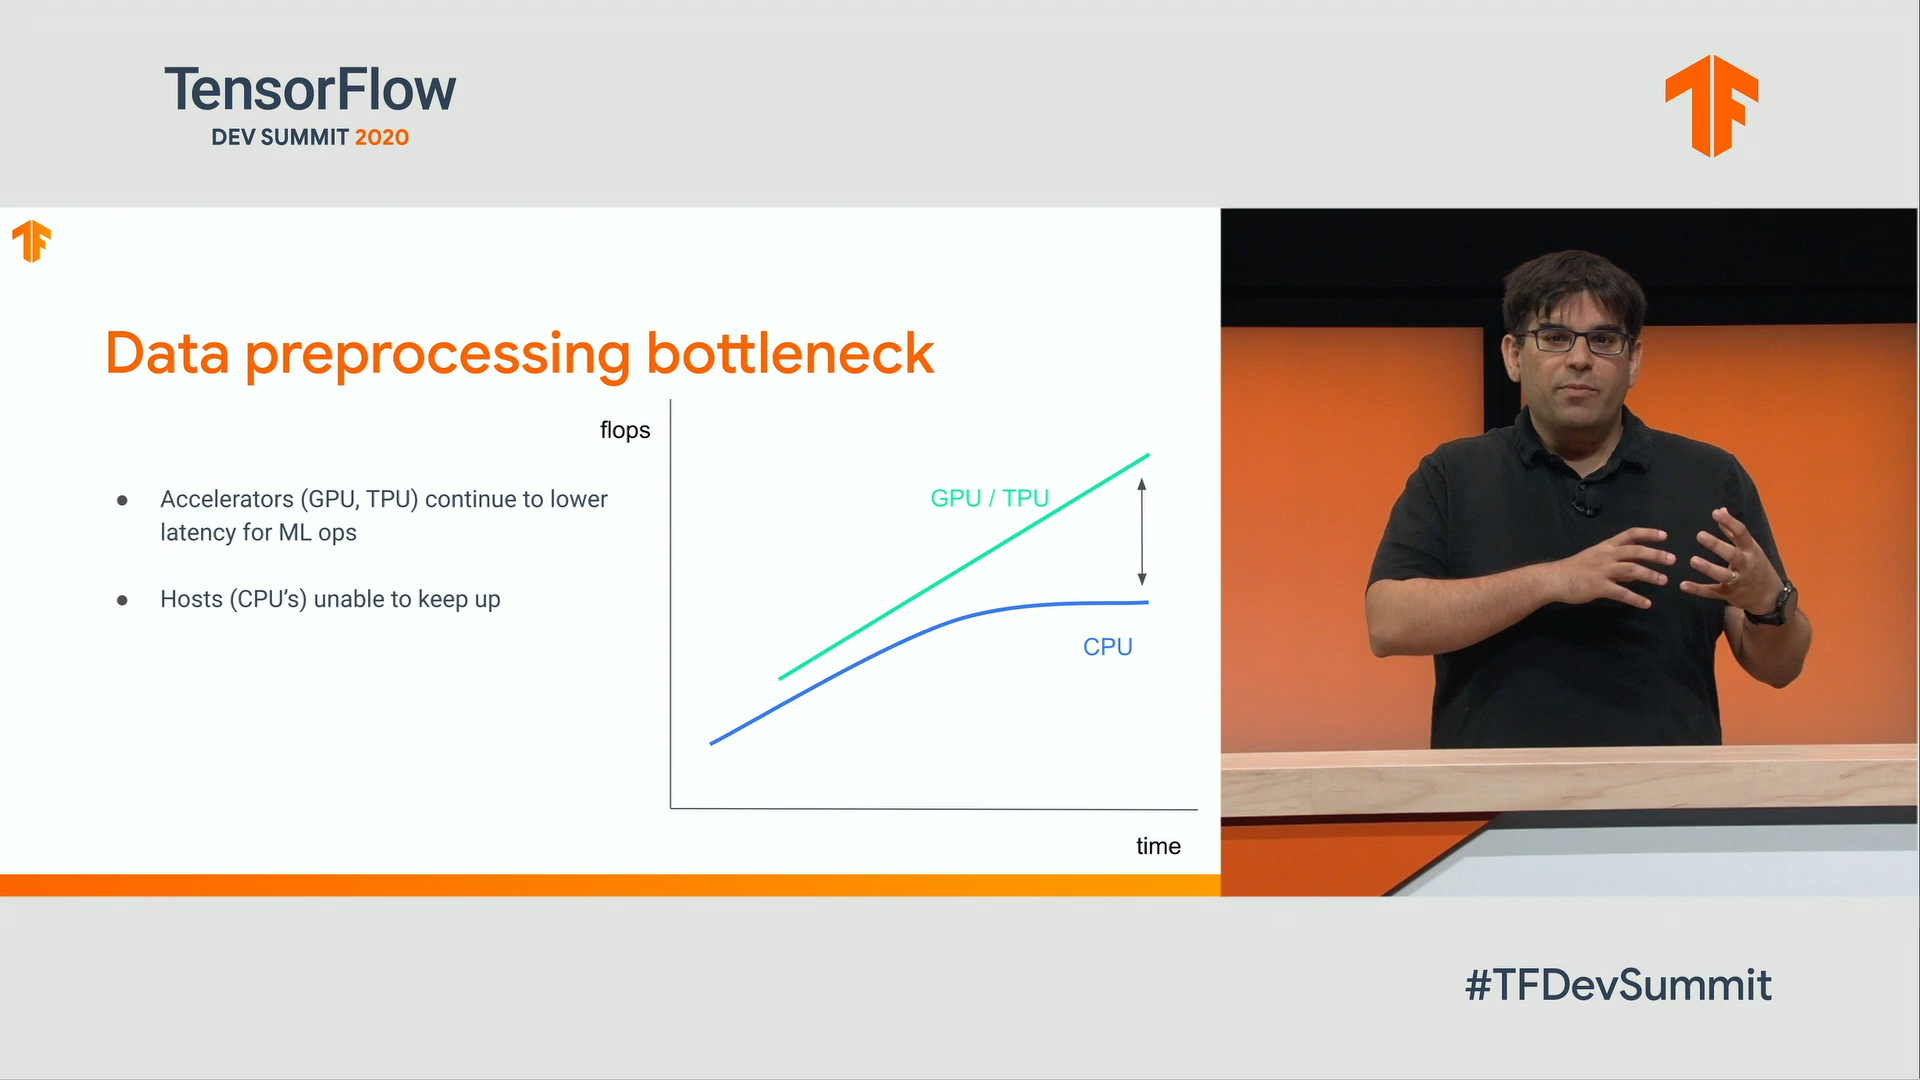 TensorFlow
DEV SUMMIT 2020
Data preprocessing bottleneck
● Accelerators (GPU, TPU) continue to lower
latency for ML ops
● Hosts (CPU's) unable to keep up
flops
GPU / TPU
CPU
time
#TFDevSummit